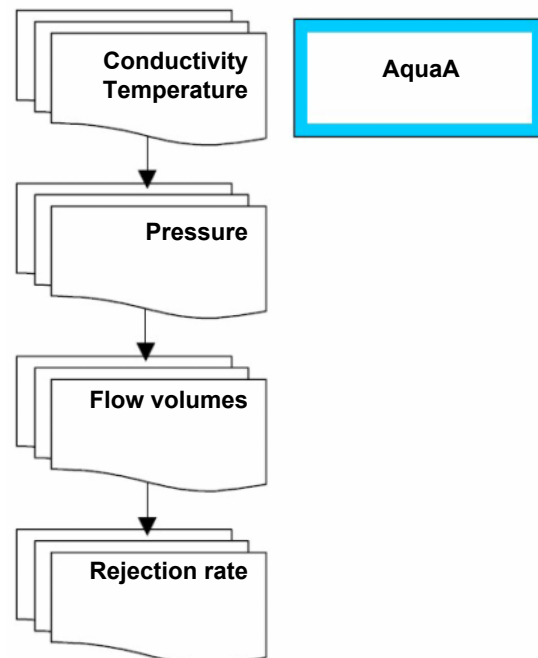 Conductivity
Temperature
AquaA
Pressure
Flow volumes
Rejection rate